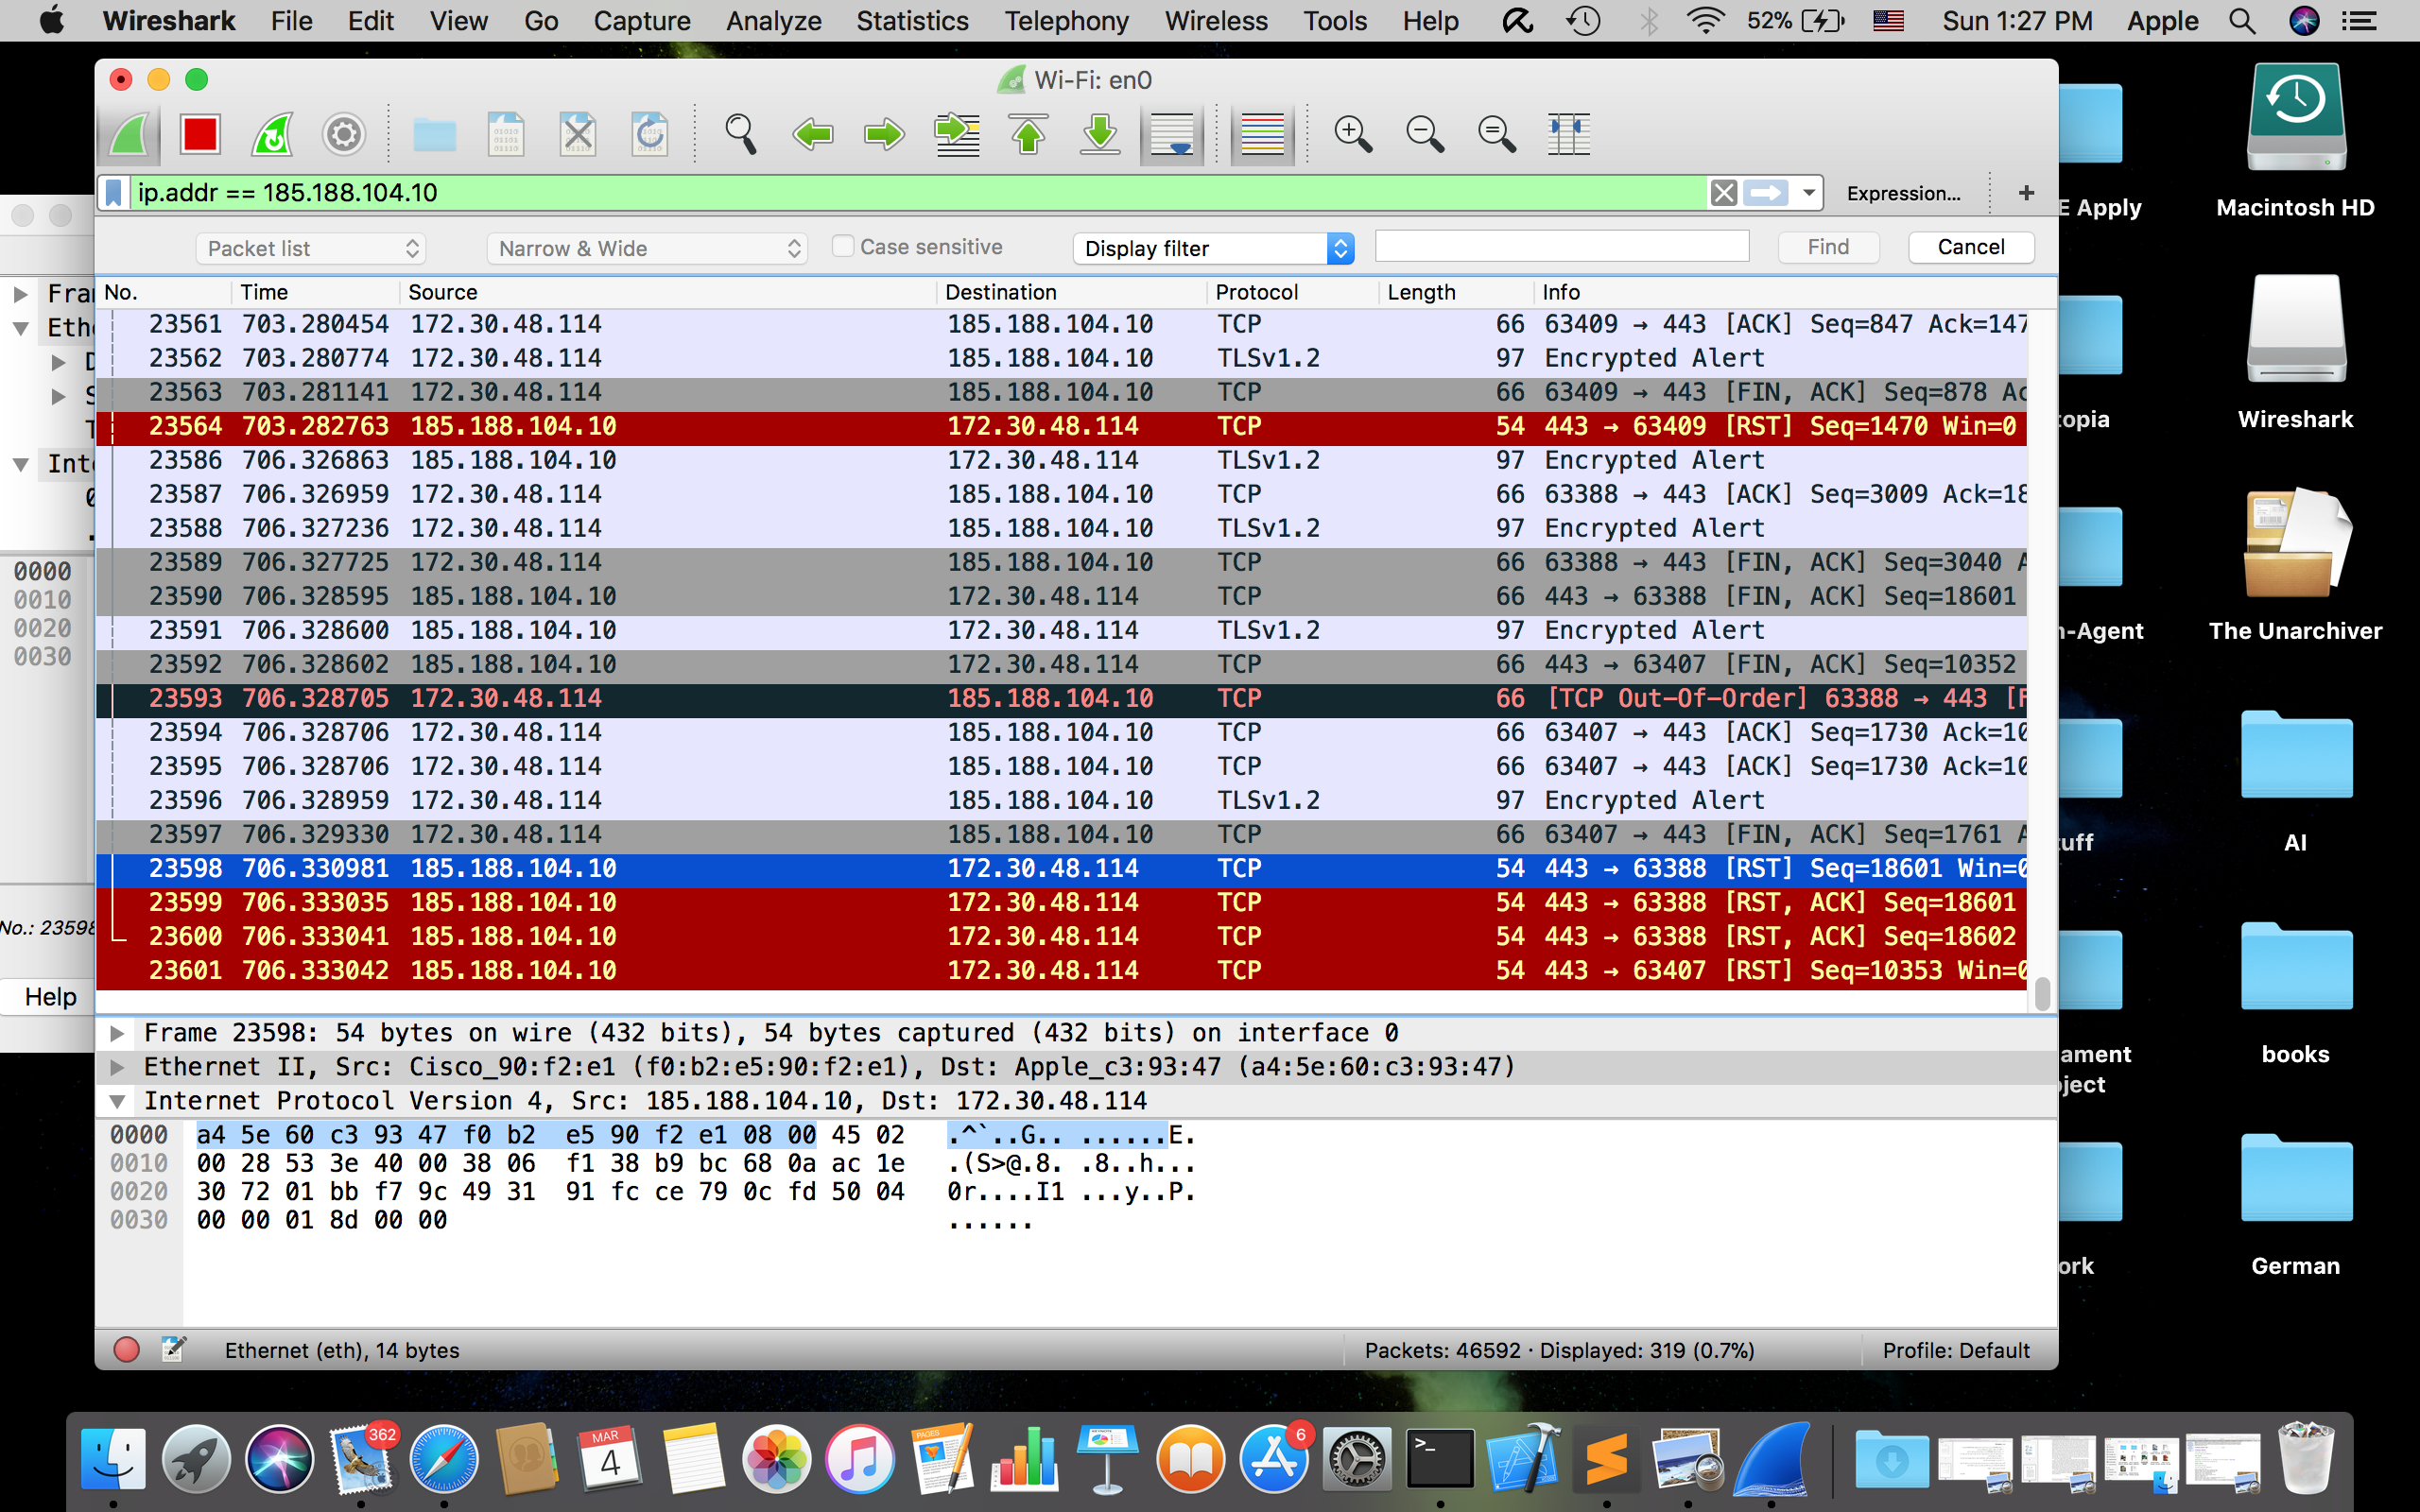 Wireshark File Edit View Go Capture Analyze Statistics Telephony Wireless Tools Help 52% Sun 1:27 PM Apple
Wi-Fi: en0
ip.addr == 185.188.104.10 Expression... +
Packet list Narrow & Wide Case sensitive Display filter Find Cancel
No. Time Source Destination Protocol Length Info
23561 703.280454 172.30.48.114 185.188.104.10 TCP 66 63409 → 443 [ACK] Seq=847 Ack=147
23562 703.280774 172.30.48.114 185.188.104.10 TLSv1.2 97 Encrypted Alert
23563 703.281141 172.30.48.114 185.188.104.10 TCP 66 63409 → 443 [FIN, ACK] Seq=878 Ac
23564 703.282763 185.188.104.10 172.30.48.114 TCP 54 443 → 63409 [RST] Seq=1470 Win=0
23586 706.326863 185.188.104.10 172.30.48.114 TLSv1.2 97 Encrypted Alert
23587 706.326959 172.30.48.114 185.188.104.10 TCP 66 63388 → 443 [ACK] Seq=3009 Ack=18
23588 706.327236 172.30.48.114 185.188.104.10 TLSv1.2 97 Encrypted Alert
23589 706.327725 172.30.48.114 185.188.104.10 TCP 66 63388 → 443 [FIN, ACK] Seq=3040 A
23590 706.328595 185.188.104.10 172.30.48.114 TCP 66 443 → 63388 [FIN, ACK] Seq=18601
23591 706.328600 185.188.104.10 172.30.48.114 TLSv1.2 97 Encrypted Alert
23592 706.328602 185.188.104.10 172.30.48.114 TCP 66 443 → 63407 [FIN, ACK] Seq=10352
23593 706.328705 172.30.48.114 185.188.104.10 TCP 66 [TCP Out-Of-Order] 63388 → 443 [F
23594 706.328706 172.30.48.114 185.188.104.10 TCP 66 63407 → 443 [ACK] Seq=1730 Ack=10
23595 706.328706 172.30.48.114 185.188.104.10 TCP 66 63407 → 443 [ACK] Seq=1730 Ack=10
23596 706.328959 172.30.48.114 185.188.104.10 TLSv1.2 97 Encrypted Alert
23597 706.329330 172.30.48.114 185.188.104.10 TCP 66 63407 → 443 [FIN, ACK] Seq=1761 A
23598 706.330981 185.188.104.10 172.30.48.114 TCP 54 443 → 63388 [RST] Seq=18601 Win=0
23599 706.333035 185.188.104.10 172.30.48.114 TCP 54 443 → 63388 [RST, ACK] Seq=18601
23600 706.333041 185.188.104.10 172.30.48.114 TCP 54 443 → 63388 [RST, ACK] Seq=18602
23601 706.333042 185.188.104.10 172.30.48.114 TCP 54 443 → 63407 [RST] Seq=10353 Win=0
Frame 23598: 54 bytes on wire (432 bits), 54 bytes captured (432 bits) on interface 0
Ethernet II, Src: Cisco_90:f2:e1 (f0:b2:e5:90:f2:e1), Dst: Apple_c3:93:47 (a4:5e:60:c3:93:47)
Internet Protocol Version 4, Src: 185.188.104.10, Dst: 172.30.48.114
0000 a4 5e 60 c3 93 47 f0 b2 e5 90 f2 e1 08 00 45 02 .^`..G.. ......E.
0010 00 28 53 3e 40 00 38 06 f1 38 b9 bc 68 0a ac 1e .(S>@.8. .8..h...
0020 30 72 01 bb f7 9c 49 31 91 fc ce 79 0c fd 50 04 0r....I1 ...y..P.
0030 00 00 01 8d 00 00 ......
Ethernet (eth), 14 bytes Packets: 46592 · Displayed: 319 (0.7%) Profile: Default
Fra
Eth
D
S
T
Int
0
0000
0010
0020
0030
No.: 23598
Help
E Apply
Macintosh HD
topia
Wireshark
n-Agent
The Unarchiver
tuff
AI
ament
oject
books
ork
German
362
MAR
4
PAGES
6
>_